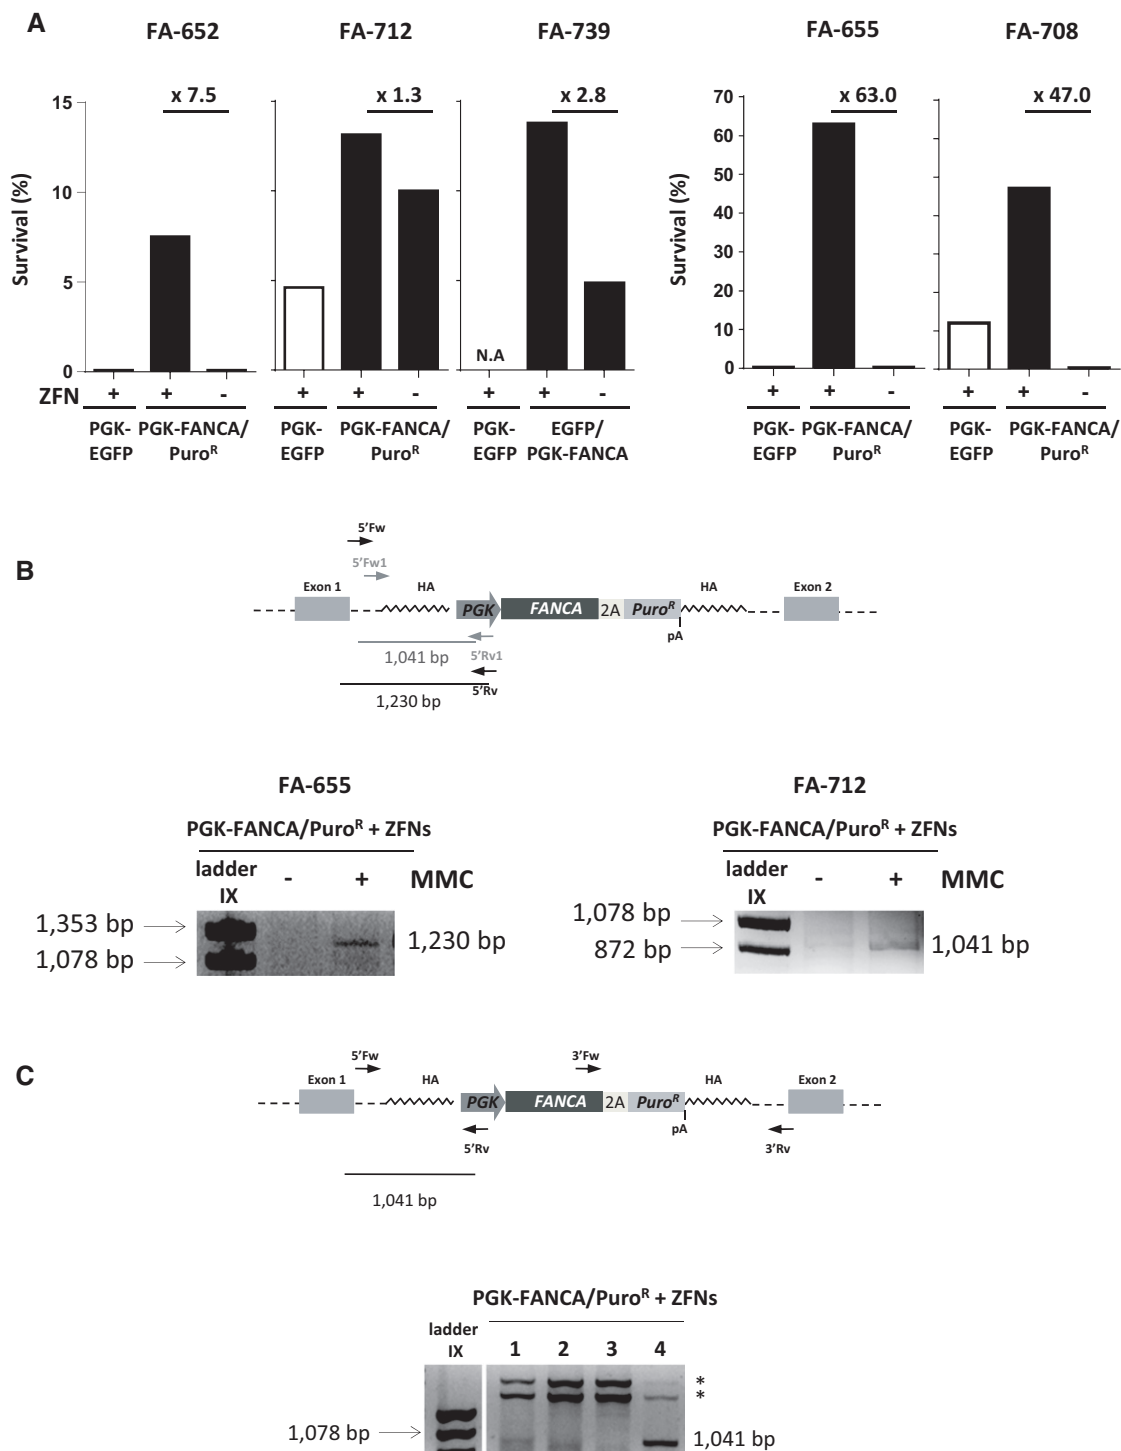 A
FA-652 FA-712 FA-739 FA-655 FA-708
x 7.5 x 1.3 x 2.8 x 63.0 x 47.0
Survival (%)
15
10
5
0
N.A
Survival (%)
70
60
50
40
30
20
10
0
ZFN + + - + + - + + - + + - + + -
PGK-EGFP PGK-FANCA/Puro^R PGK-EGFP PGK-FANCA/Puro^R PGK-EGFP EGFP/PGK-FANCA PGK-EGFP PGK-FANCA/Puro^R PGK-EGFP PGK-FANCA/Puro^R
B
5'Fw
5'Fw1
Exon 1 HA HA Exon 2
PGK FANCA 2A Puro^R
pA
1,041 bp 5'Rv1
5'Rv
1,230 bp
FA-655
PGK-FANCA/Puro^R + ZFNs
ladder IX - + MMC
1,353 bp
1,078 bp
1,230 bp
FA-712
PGK-FANCA/Puro^R + ZFNs
ladder IX - + MMC
1,078 bp
872 bp
1,041 bp
C
5'Fw 3'Fw
Exon 1 HA HA Exon 2
PGK FANCA 2A Puro^R
pA
5'Rv 3'Rv
1,041 bp
PGK-FANCA/Puro^R + ZFNs
ladder IX 1 2 3 4
*
*
1,078 bp 1,041 bp